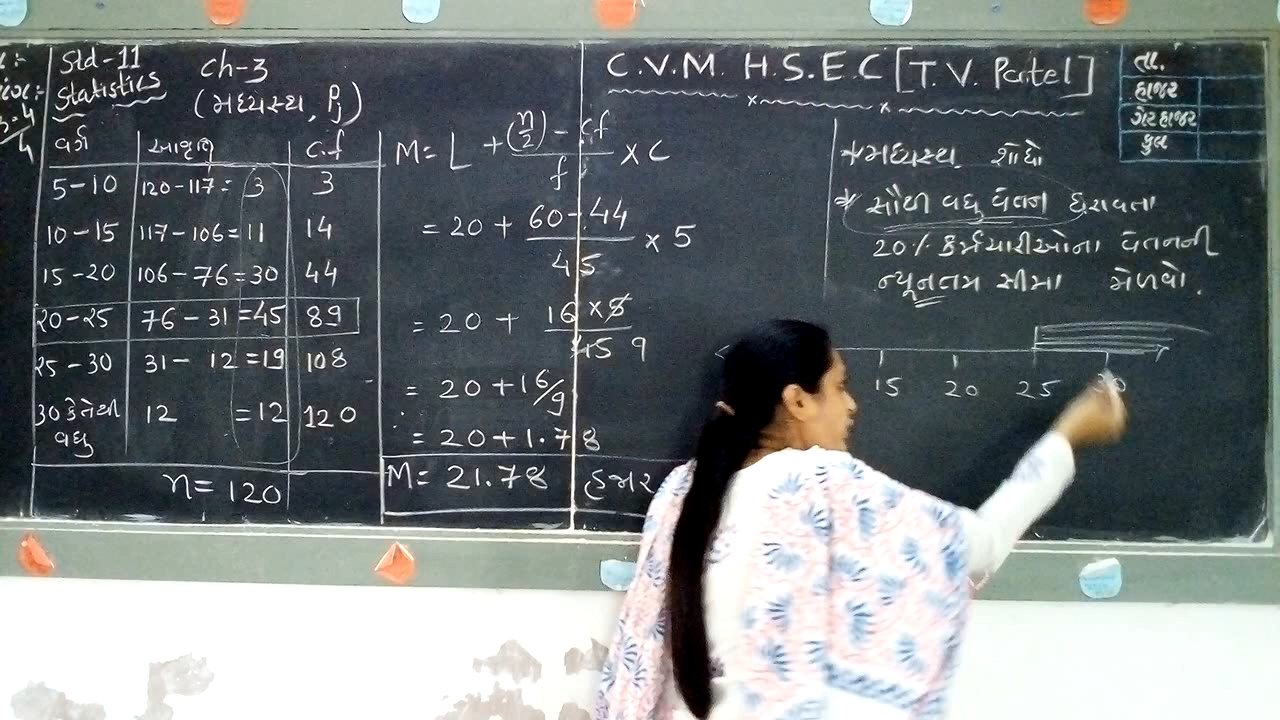 Std-11
Statistics
Ch-3
(મધ્યસ્થ, Pj)
વર્ગ આવૃત્તિ c.f
5-10 120-117= 3 3
10-15 117-106=11 14
15-20 106-76=30 44
20-25 76-31=45 89
25-30 31-12=19 108
30 કે તેથી વધુ 12 =12 120
n=120
M= L + (n/2) - cf / f × c
= 20 + 60-44 / 45 × 5
= 20 + 16×5 / 45 9
= 20+16/9
∴ = 20+1.78
M= 21.78 હજાર
C.V.M. H.S.E.C [T.V. Patel]
તા.
હાજર
ગેરહાજર
કુલ
*મધ્યસ્થ શોધો
* સૌથી વધુ વેતન ધરાવતા
20% કર્મચારીઓના વેતનની
ન્યૂનતમ સીમા મેળવો.
15 20 25 30